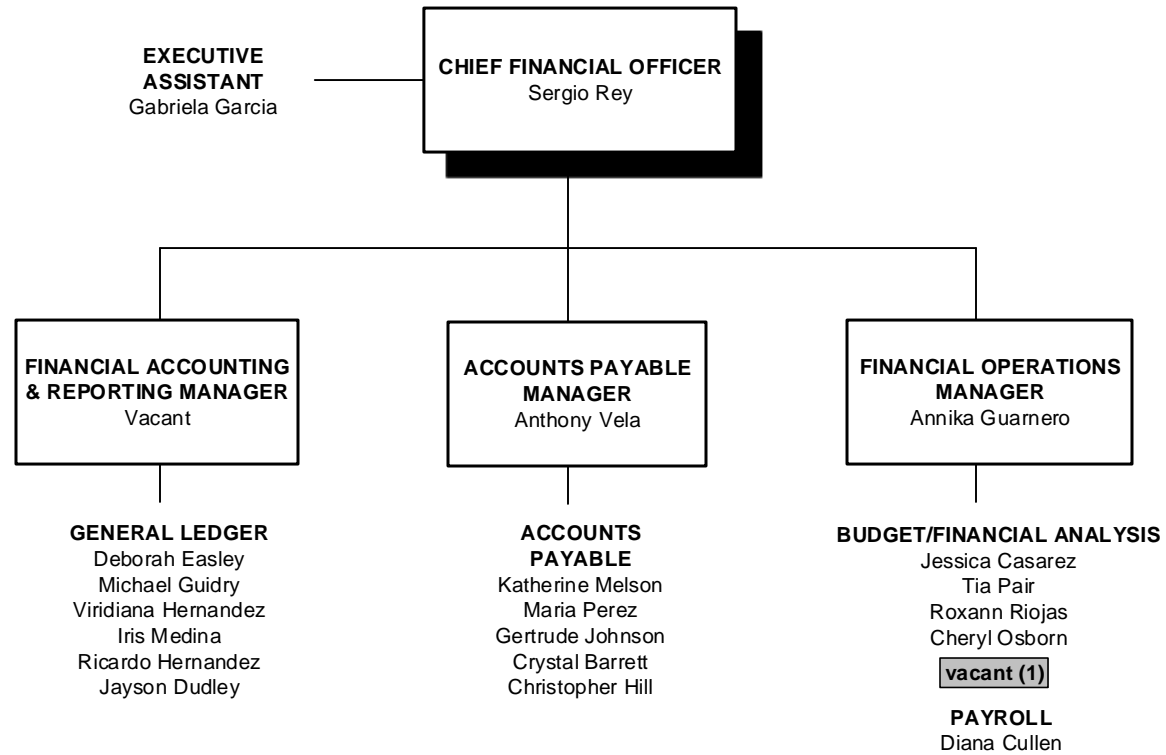 EXECUTIVE
ASSISTANT
Gabriela Garcia
CHIEF FINANCIAL OFFICER
Sergio Rey
FINANCIAL ACCOUNTING
& REPORTING MANAGER
Vacant
ACCOUNTS PAYABLE
MANAGER
Anthony Vela
FINANCIAL OPERATIONS
MANAGER
Annika Guarnero
GENERAL LEDGER
Deborah Easley
Michael Guidry
Viridiana Hernandez
Iris Medina
Ricardo Hernandez
Jayson Dudley
ACCOUNTS
PAYABLE
Katherine Melson
Maria Perez
Gertrude Johnson
Crystal Barrett
Christopher Hill
BUDGET/FINANCIAL ANALYSIS
Jessica Casarez
Tia Pair
Roxann Riojas
Cheryl Osborn
vacant (1)
PAYROLL
Diana Cullen